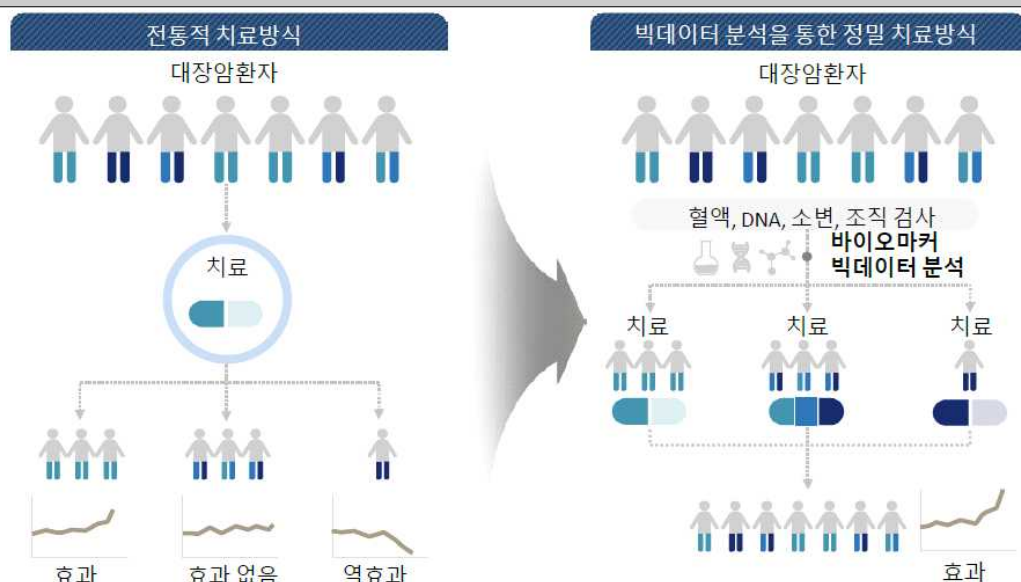 전통적 치료방식
대장암환자
치료
효과
효과 없음
역효과
빅데이터 분석을 통한 정밀 치료방식
대장암환자
혈액, DNA, 소변, 조직 검사
바이오마커
빅데이터 분석
치료
치료
치료
효과